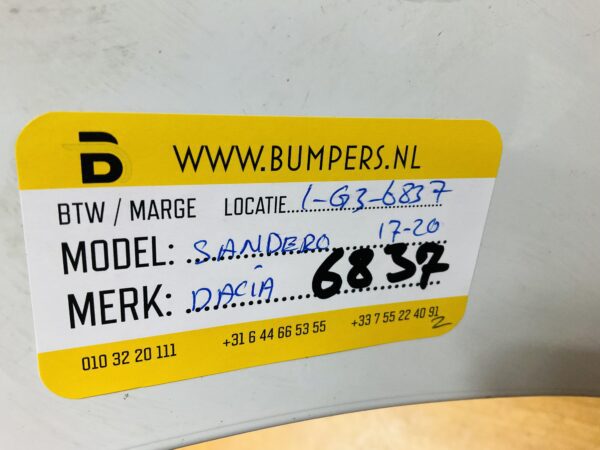 WWW.BUMPERS.NL
BTW / MARGE LOCATIE 1-G3-6837
MODEL: SANDERO 17-20
MERK: DACIA 6837
010 32 20 111 +31 6 44 66 53 55 +33 7 55 22 40 91
2